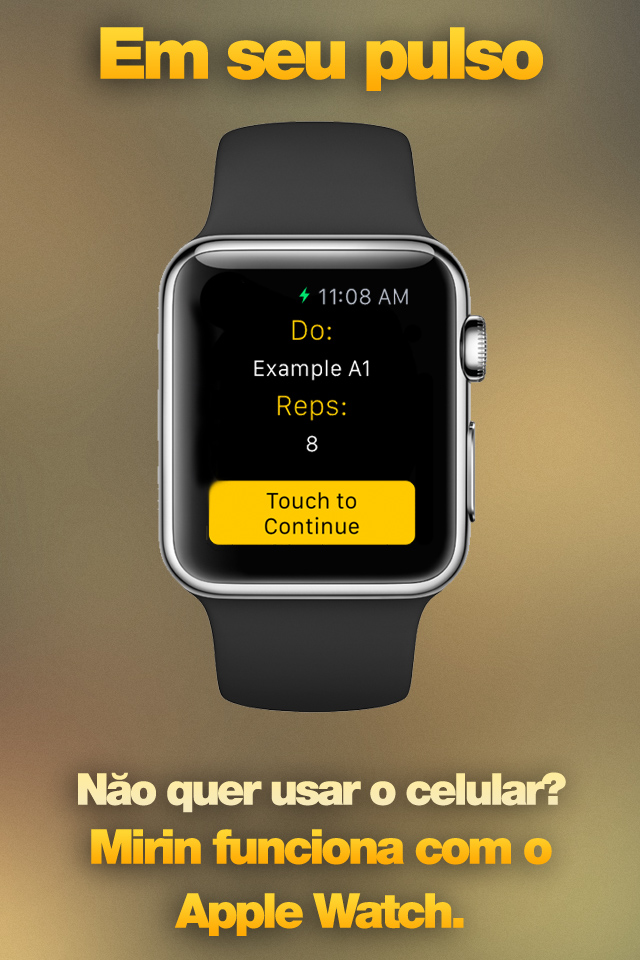 Em seu pulso
11:08 AM
Do:
Example A1
Reps:
8
Touch to
Continue
Năo quer usar o celular?
Mirin funciona com o
Apple Watch.